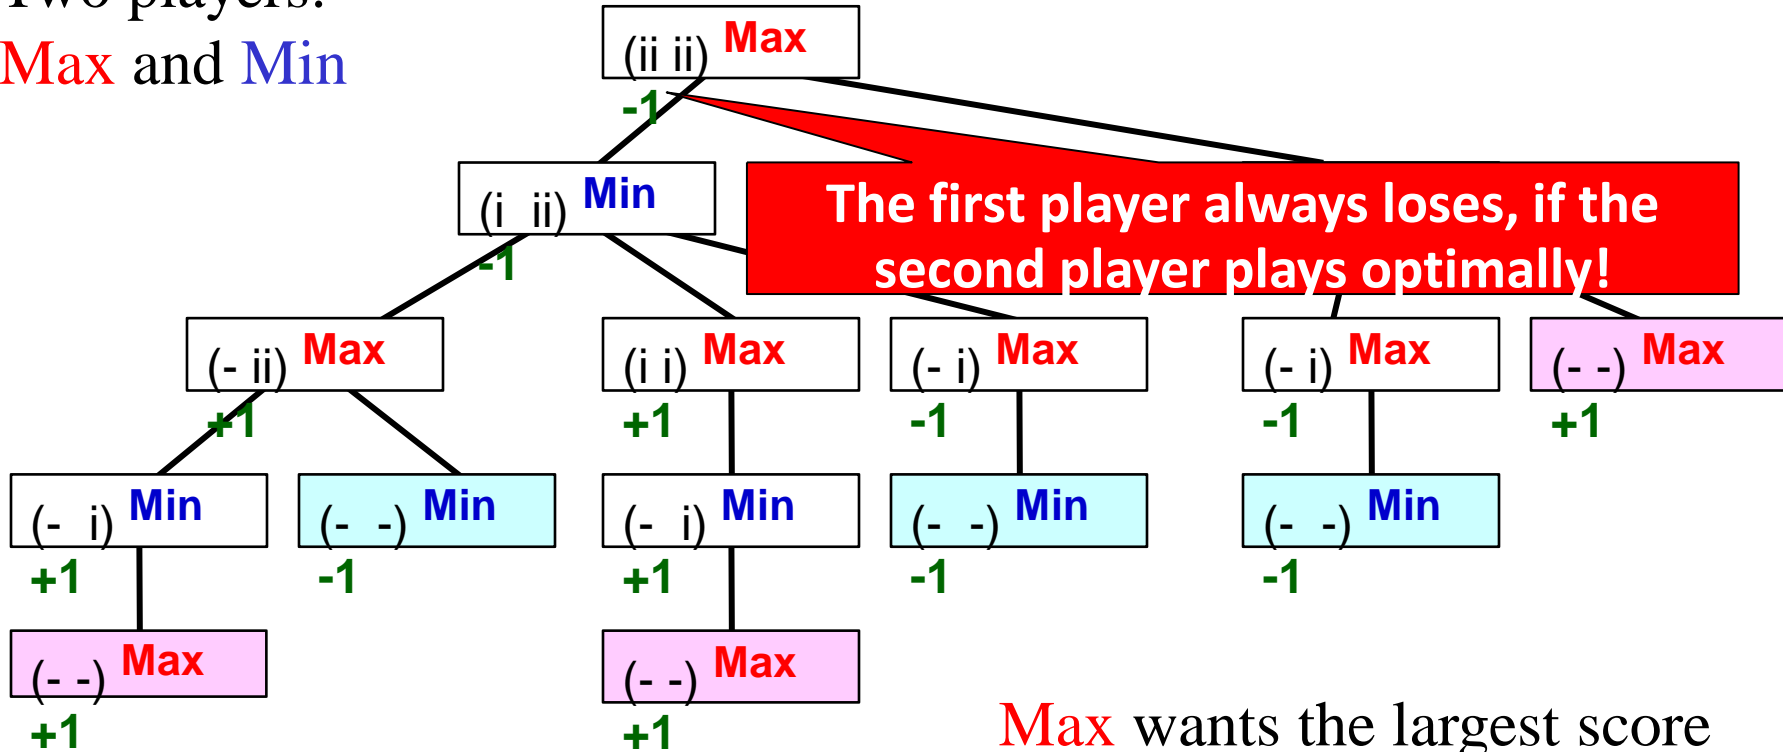 Two players:
Max and Min
(ii ii) Max
-1
(i ii) Min
-1
The first player always loses, if the
second player plays optimally!
(- ii) Max
+1
(i i) Max
+1
(- i) Max
-1
(- i) Max
-1
(- -) Max
+1
(- i) Min
+1
(- -) Min
-1
(- i) Min
+1
(- -) Min
-1
(- -) Min
-1
(- -) Max
+1
(- -) Max
+1
Max wants the largest score